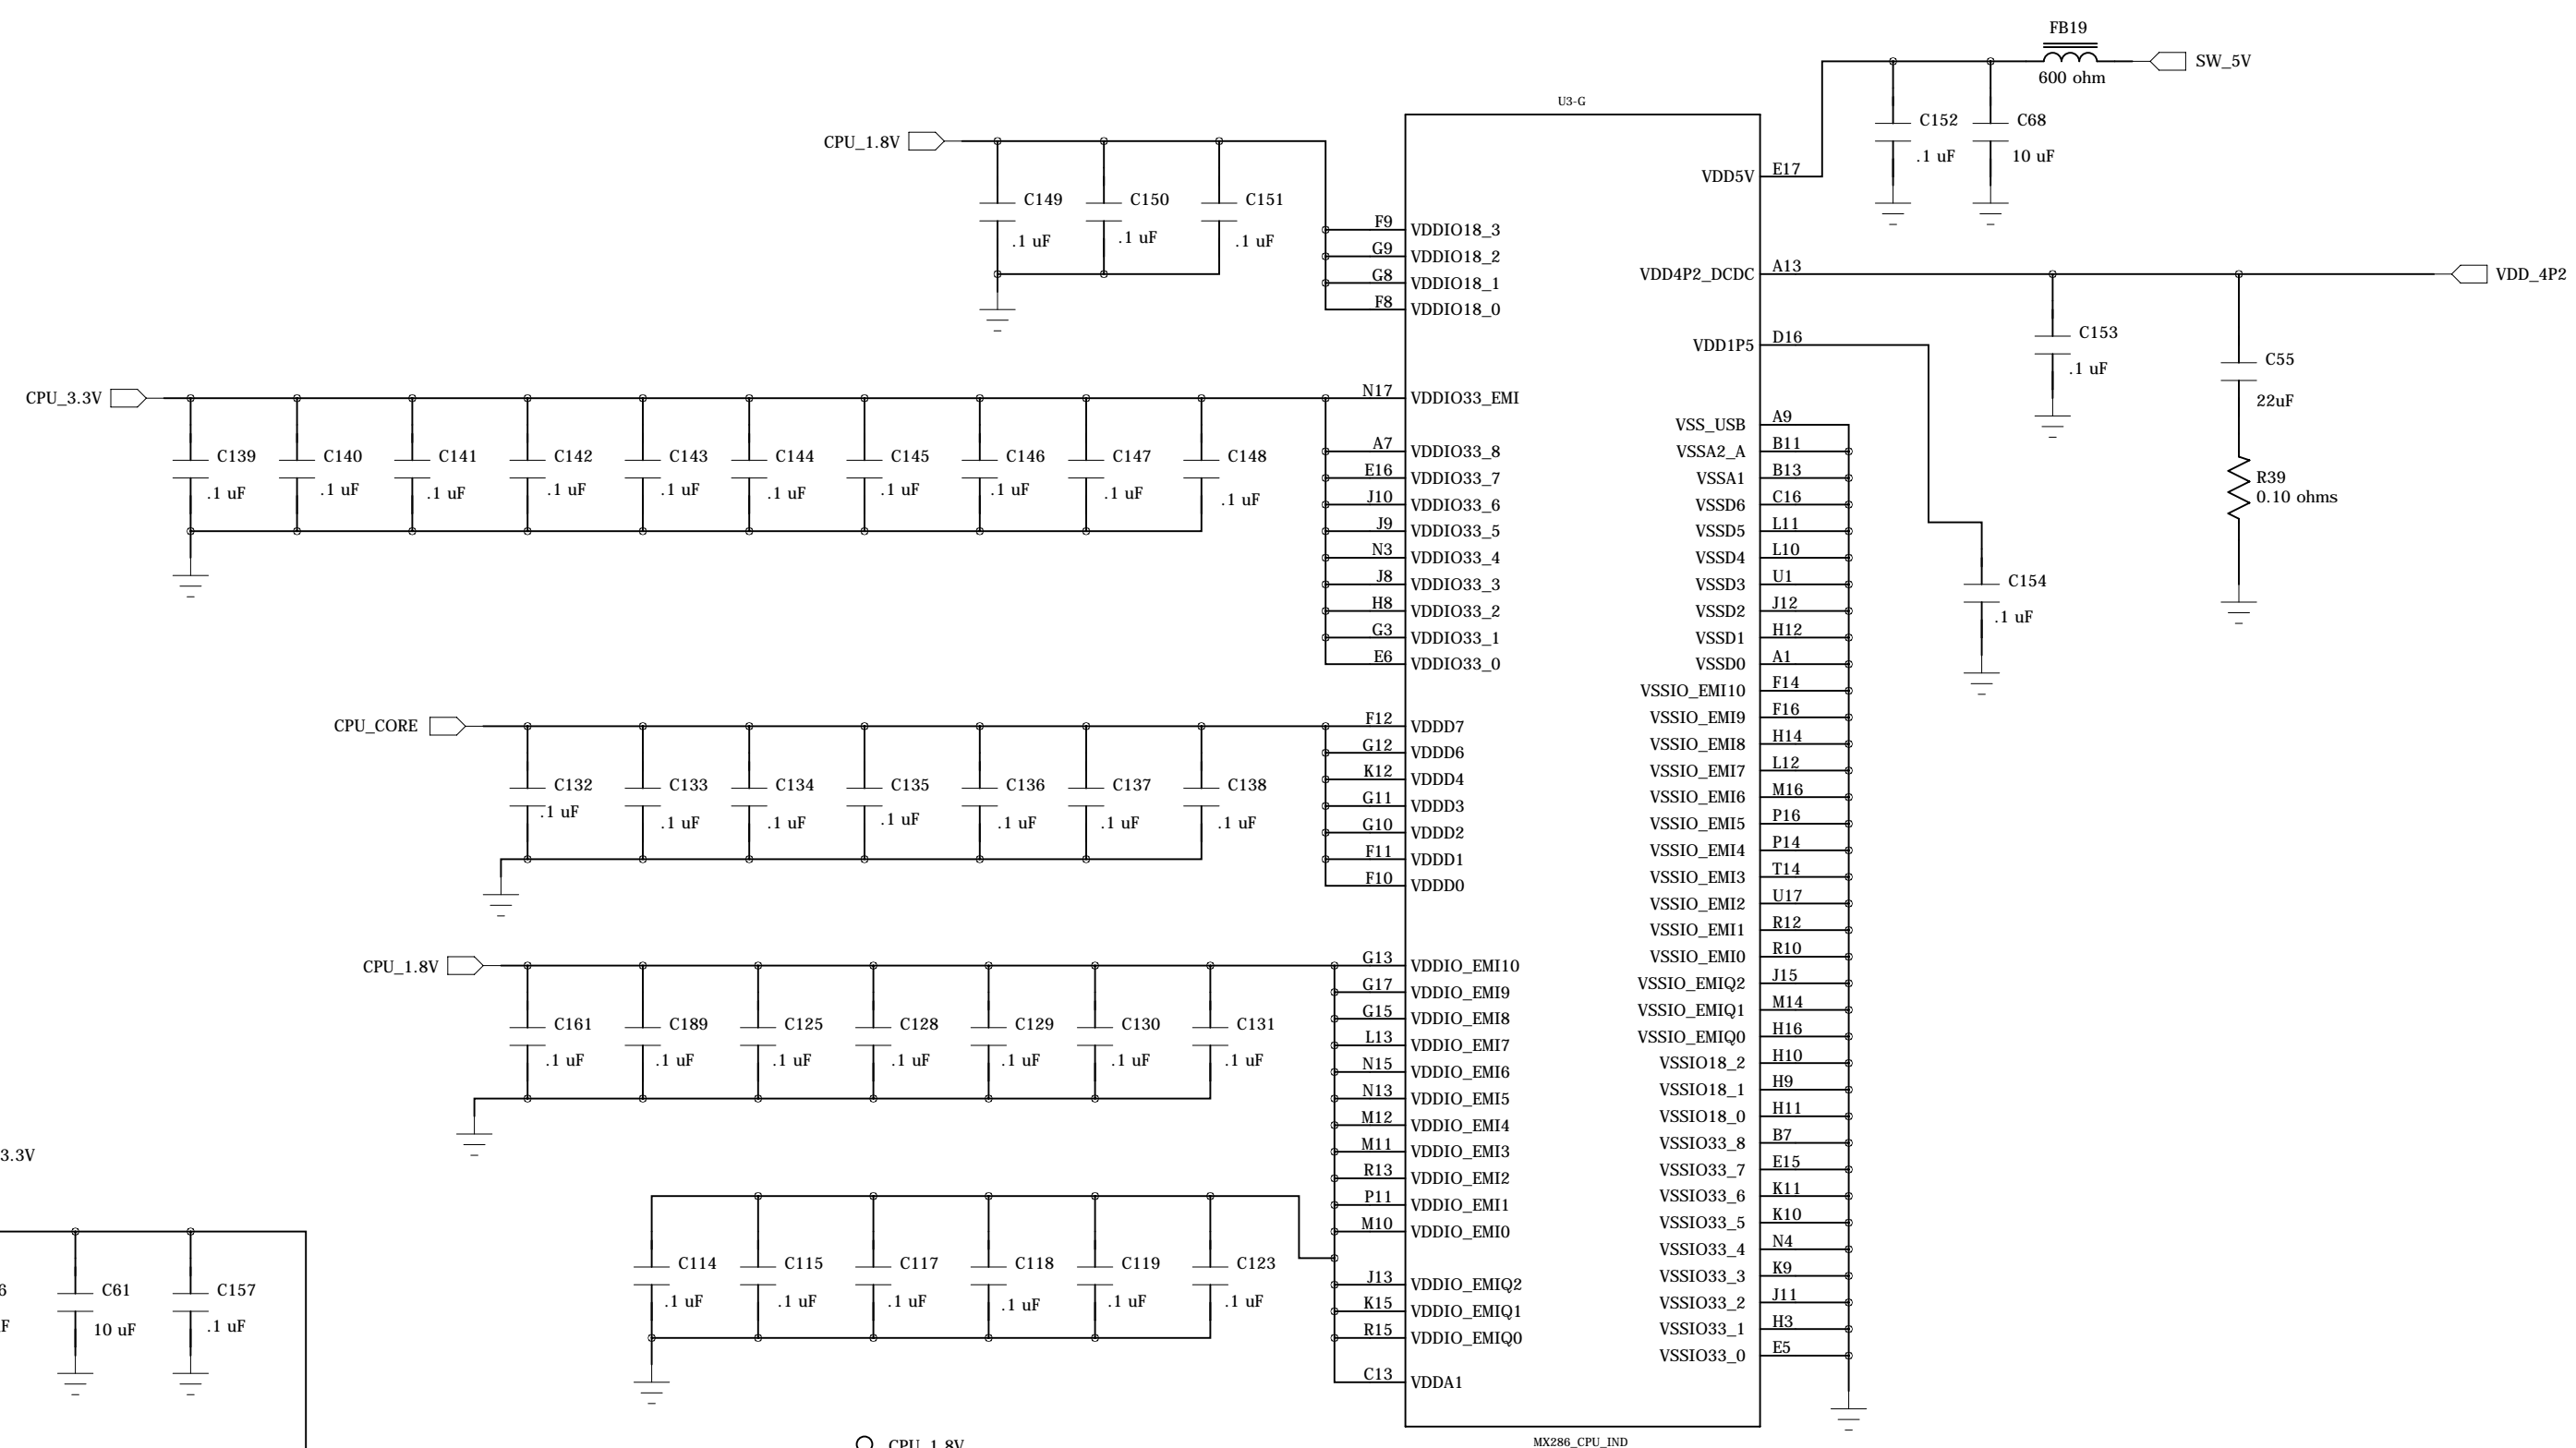 FB19
SW_5V
600 ohm
U3-G
C152
C68
.1 uF
10 uF
CPU_1.8V
C149
C150
C151
.1 uF
.1 uF
.1 uF
VDD5V E17
F9 VDDIO18_3
G9 VDDIO18_2
G8 VDDIO18_1
F8 VDDIO18_0
VDD4P2_DCDC A13
VDD_4P2
VDD1P5 D16
C153
.1 uF
C55
22uF
R39
0.10 ohms
C154
.1 uF
CPU_3.3V
C139
C140
C141
C142
C143
C144
C145
C146
C147
C148
.1 uF
.1 uF
.1 uF
.1 uF
.1 uF
.1 uF
.1 uF
.1 uF
.1 uF
.1 uF
N17 VDDIO33_EMI
A7 VDDIO33_8
E16 VDDIO33_7
J10 VDDIO33_6
J9 VDDIO33_5
N3 VDDIO33_4
J8 VDDIO33_3
H8 VDDIO33_2
G3 VDDIO33_1
E6 VDDIO33_0
CPU_CORE
C132
C133
C134
C135
C136
C137
C138
.1 uF
.1 uF
.1 uF
.1 uF
.1 uF
.1 uF
.1 uF
F12 VDDD7
G12 VDDD6
K12 VDDD4
G11 VDDD3
G10 VDDD2
F11 VDDD1
F10 VDDD0
CPU_1.8V
C161
C189
C125
C128
C129
C130
C131
.1 uF
.1 uF
.1 uF
.1 uF
.1 uF
.1 uF
.1 uF
G13 VDDIO_EMI10
G17 VDDIO_EMI9
G15 VDDIO_EMI8
L13 VDDIO_EMI7
N15 VDDIO_EMI6
N13 VDDIO_EMI5
M12 VDDIO_EMI4
M11 VDDIO_EMI3
R13 VDDIO_EMI2
P11 VDDIO_EMI1
M10 VDDIO_EMI0
C114
C115
C117
C118
C119
C123
.1 uF
.1 uF
.1 uF
.1 uF
.1 uF
.1 uF
J13 VDDIO_EMIQ2
K15 VDDIO_EMIQ1
R15 VDDIO_EMIQ0
C13 VDDA1
VSS_USB A9
VSSA2_A B11
VSSA1 B13
VSSD6 C16
VSSD5 L11
VSSD4 L10
VSSD3 U1
VSSD2 J12
VSSD1 H12
VSSD0 A1
VSSIO_EMI10 F14
VSSIO_EMI9 F16
VSSIO_EMI8 H14
VSSIO_EMI7 L12
VSSIO_EMI6 M16
VSSIO_EMI5 P16
VSSIO_EMI4 P14
VSSIO_EMI3 T14
VSSIO_EMI2 U17
VSSIO_EMI1 R12
VSSIO_EMI0 R10
VSSIO_EMIQ2 J15
VSSIO_EMIQ1 M14
VSSIO_EMIQ0 H16
VSSIO18_2 H10
VSSIO18_1 H9
VSSIO18_0 H11
VSSIO33_8 B7
VSSIO33_7 E15
VSSIO33_6 K11
VSSIO33_5 K10
VSSIO33_4 N4
VSSIO33_3 K9
VSSIO33_2 J11
VSSIO33_1 H3
VSSIO33_0 E5
3.3V
6
F
C61
10 uF
C157
.1 uF
CPU_1.8V
MX286_CPU_IND